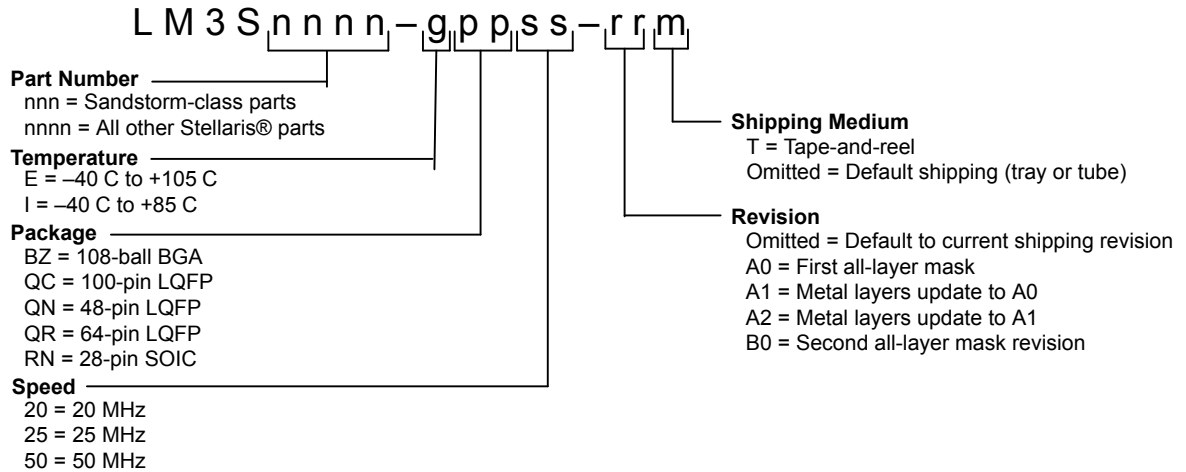 LM3Snnnn–gppss–rrm
Part Number
nnn = Sandstorm-class parts
nnnn = All other Stellaris® parts
Temperature
E = –40 C to +105 C
I = –40 C to +85 C
Package
BZ = 108-ball BGA
QC = 100-pin LQFP
QN = 48-pin LQFP
QR = 64-pin LQFP
RN = 28-pin SOIC
Speed
20 = 20 MHz
25 = 25 MHz
50 = 50 MHz
Shipping Medium
T = Tape-and-reel
Omitted = Default shipping (tray or tube)
Revision
Omitted = Default to current shipping revision
A0 = First all-layer mask
A1 = Metal layers update to A0
A2 = Metal layers update to A1
B0 = Second all-layer mask revision